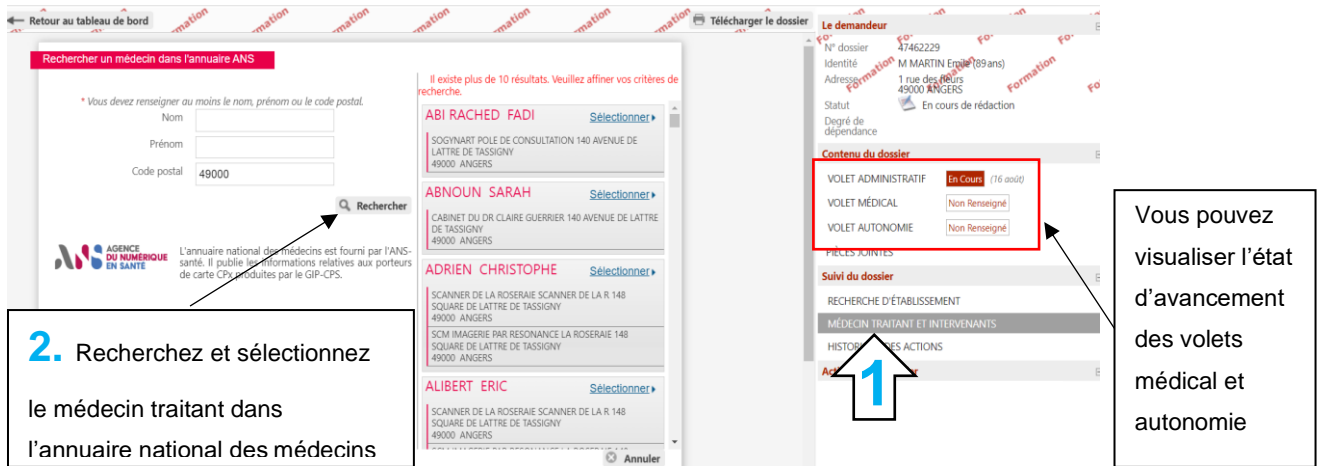 Retour au tableau de bord
Télécharger le dossier
Rechercher un médecin dans l'annuaire ANS
* Vous devez renseigner au moins le nom, prénom ou le code postal.
Nom
Prénom
Code postal 49000
Rechercher
AGENCE
DU NUMÉRIQUE
EN SANTÉ
L'annuaire national des médecins est fourni par l'ANS-
santé. Il publie les informations relatives aux porteurs
de carte CPx produites par le GIP-CPS.
2. Recherchez et sélectionnez
le médecin traitant dans
l'annuaire national des médecins
Il existe plus de 10 résultats. Veuillez affiner vos critères de
recherche.
ABI RACHED FADI Sélectionner
SOGYNART POLE DE CONSULTATION 140 AVENUE DE
LATTRE DE TASSIGNY
49000 ANGERS
ABNOUN SARAH Sélectionner
CABINET DU DR CLAIRE GUERRIER 140 AVENUE DE LATTRE
DE TASSIGNY
49000 ANGERS
ADRIEN CHRISTOPHE Sélectionner
SCANNER DE LA ROSERAIE SCANNER DE LA R 148
SQUARE DE LATTRE DE TASSIGNY
49000 ANGERS
SCM IMAGERIE PAR RESONANCE LA ROSERAIE 148
SQUARE DE LATTRE DE TASSIGNY
49000 ANGERS
ALIBERT ERIC Sélectionner
SCANNER DE LA ROSERAIE SCANNER DE LA R 148
SQUARE DE LATTRE DE TASSIGNY
49000 ANGERS
Annuler
Le demandeur
N° dossier 47462229
Identité M MARTIN Emile (89 ans)
Adresse 1 rue des fleurs
49000 ANGERS
Formation
Statut En cours de rédaction
Degré de
dépendance
Contenu du dossier
VOLET ADMINISTRATIF En Cours (16 août)
VOLET MÉDICAL Non Renseigné
VOLET AUTONOMIE Non Renseigné
PIÈCES JOINTES
Suivi du dossier
RECHERCHE D'ÉTABLISSEMENT
MÉDECIN TRAITANT ET INTERVENANTS
DES ACTIONS
1
Vous pouvez
visualiser l'état
d'avancement
des volets
médical et
autonomie